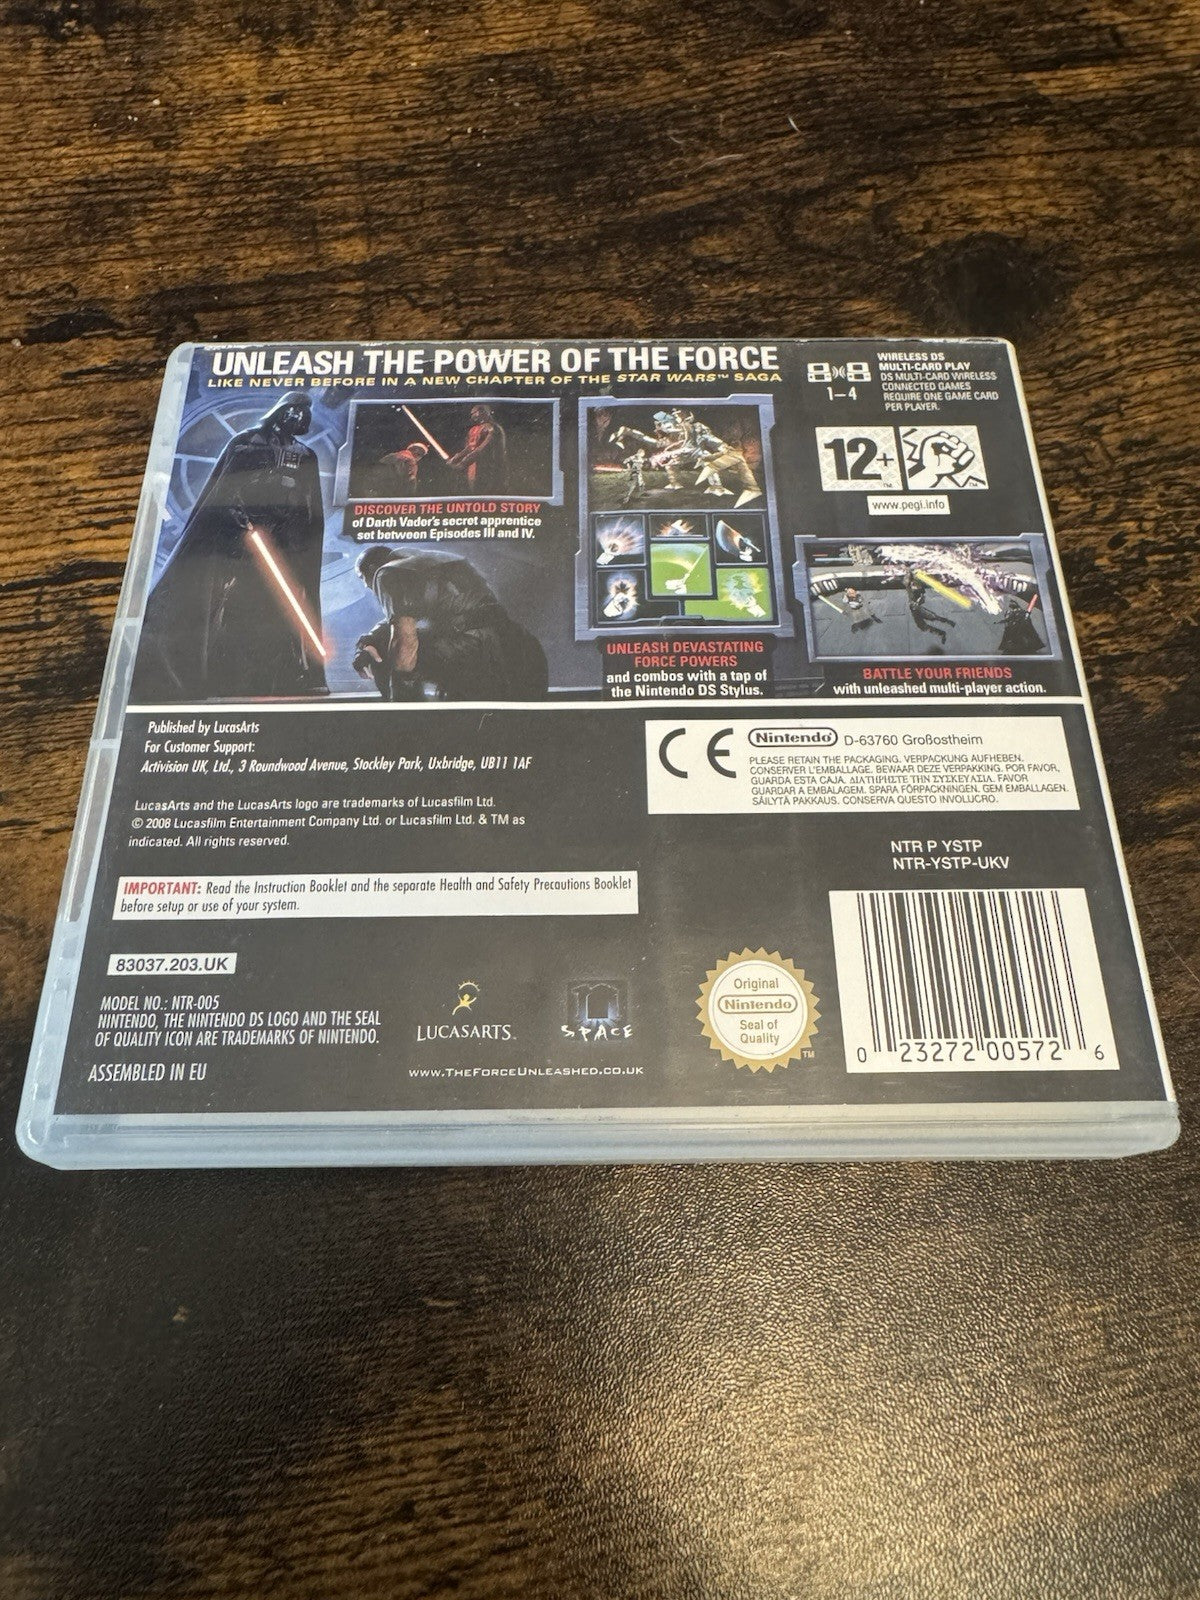 UNLEASH THE POWER OF THE FORCE
LIKE NEVER BEFORE IN A NEW CHAPTER OF THE STAR WARS™ SAGA
DISCOVER THE UNTOLD STORY
of Darth Vader's secret apprentice
set between Episodes III and IV.
UNLEASH DEVASTATING
FORCE POWERS
and combos with a tap of
the Nintendo DS Stylus.
1-4
WIRELESS DS
MULTI-CARD PLAY
DS MULTI-CARD WIRELESS
CONNECTED GAMES
REQUIRE ONE GAME CARD
PER PLAYER.
12+
www.pegi.info
BATTLE YOUR FRIENDS
with unleashed multi-player action.
Published by LucasArts
For Customer Support:
Activision UK, Ltd., 3 Roundwood Avenue, Stockley Park, Uxbridge, UB11 1AF
LucasArts and the LucasArts logo are trademarks of Lucasfilm Ltd.
© 2008 Lucasfilm Entertainment Company Ltd. or Lucasfilm Ltd. & TM as
indicated. All rights reserved.
IMPORTANT: Read the Instruction Booklet and the separate Health and Safety Precautions Booklet
before setup or use of your system.
CE
Nintendo D-63760 Großostheim
PLEASE RETAIN THE PACKAGING. VERPACKUNG AUFHEBEN.
CONSERVER L'EMBALLAGE. BEWAAR DEZE VERPAKKING. POR FAVOR,
GUARDA ESTA CAJA. ΔΙΑΤΗΡΗΣΤΕ ΤΗΝ ΣΥΣΚΕΥΑΣΙΑ. FAVOR
GUARDAR A EMBALAGEM. SPARA FÖRPACKNINGEN. GEM EMBALLAGEN.
SÄILYTÄ PAKKAUS. CONSERVA QUESTO INVOLUCRO.
NTR P YSTP
NTR-YSTP-UKV
83037.203.UK
MODEL NO.: NTR-005
NINTENDO, THE NINTENDO DS LOGO AND THE SEAL
OF QUALITY ICON ARE TRADEMARKS OF NINTENDO.
ASSEMBLED IN EU
LUCASARTS™
SPACE
WWW.THEFORCEUNLEASHED.CO.UK
Original
Nintendo
Seal of
Quality
TM
0 23272 00572 6